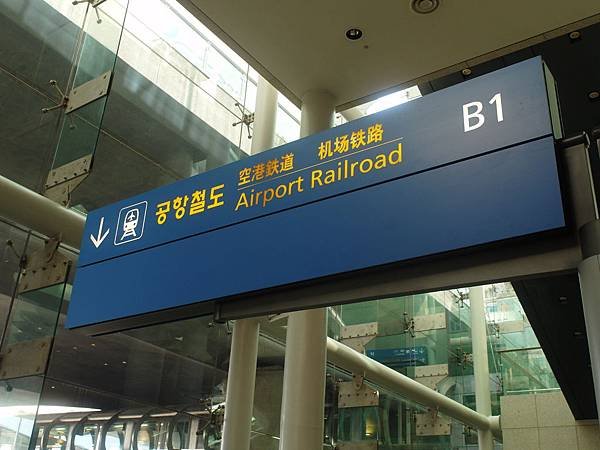 공항철도
空港鉄道 机场铁路
Airport Railroad
B1